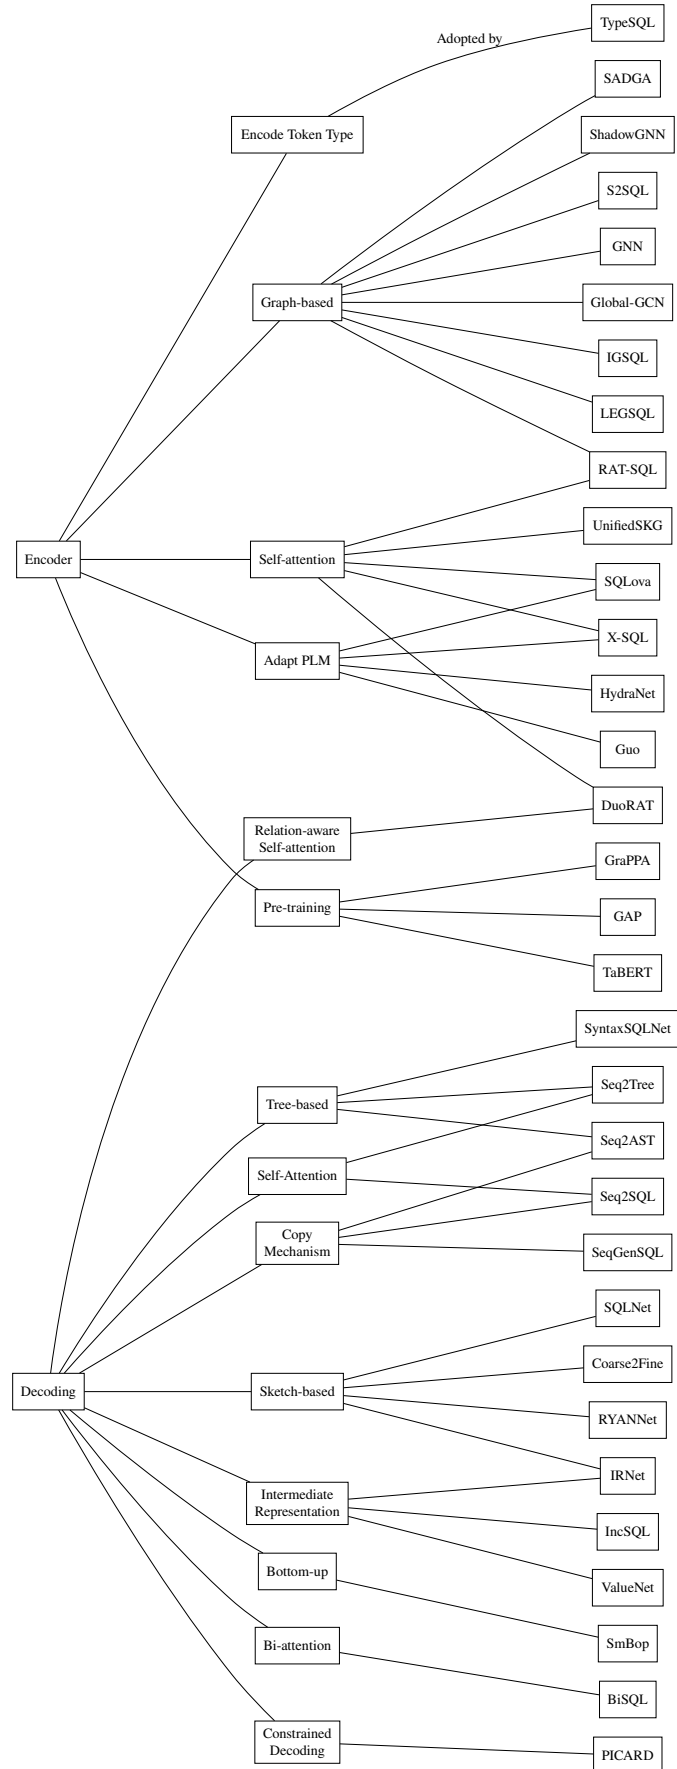 TypeSQL
Adopted by
SADGA
Encode Token Type
ShadowGNN
S2SQL
GNN
Graph-based
Global-GCN
IGSQL
LEGSQL
RAT-SQL
UnifiedSKG
Encoder
Self-attention
SQLova
X-SQL
Adapt PLM
HydraNet
Guo
DuoRAT
Relation-aware
Self-attention
GraPPA
Pre-training
GAP
TaBERT
SyntaxSQLNet
Seq2Tree
Tree-based
Seq2AST
Self-Attention
Seq2SQL
Copy
Mechanism
SeqGenSQL
SQLNet
Coarse2Fine
Decoding
Sketch-based
RYANNet
IRNet
Intermediate
Representation
IncSQL
Bottom-up
ValueNet
Bi-attention
SmBop
BiSQL
Constrained
Decoding
PICARD